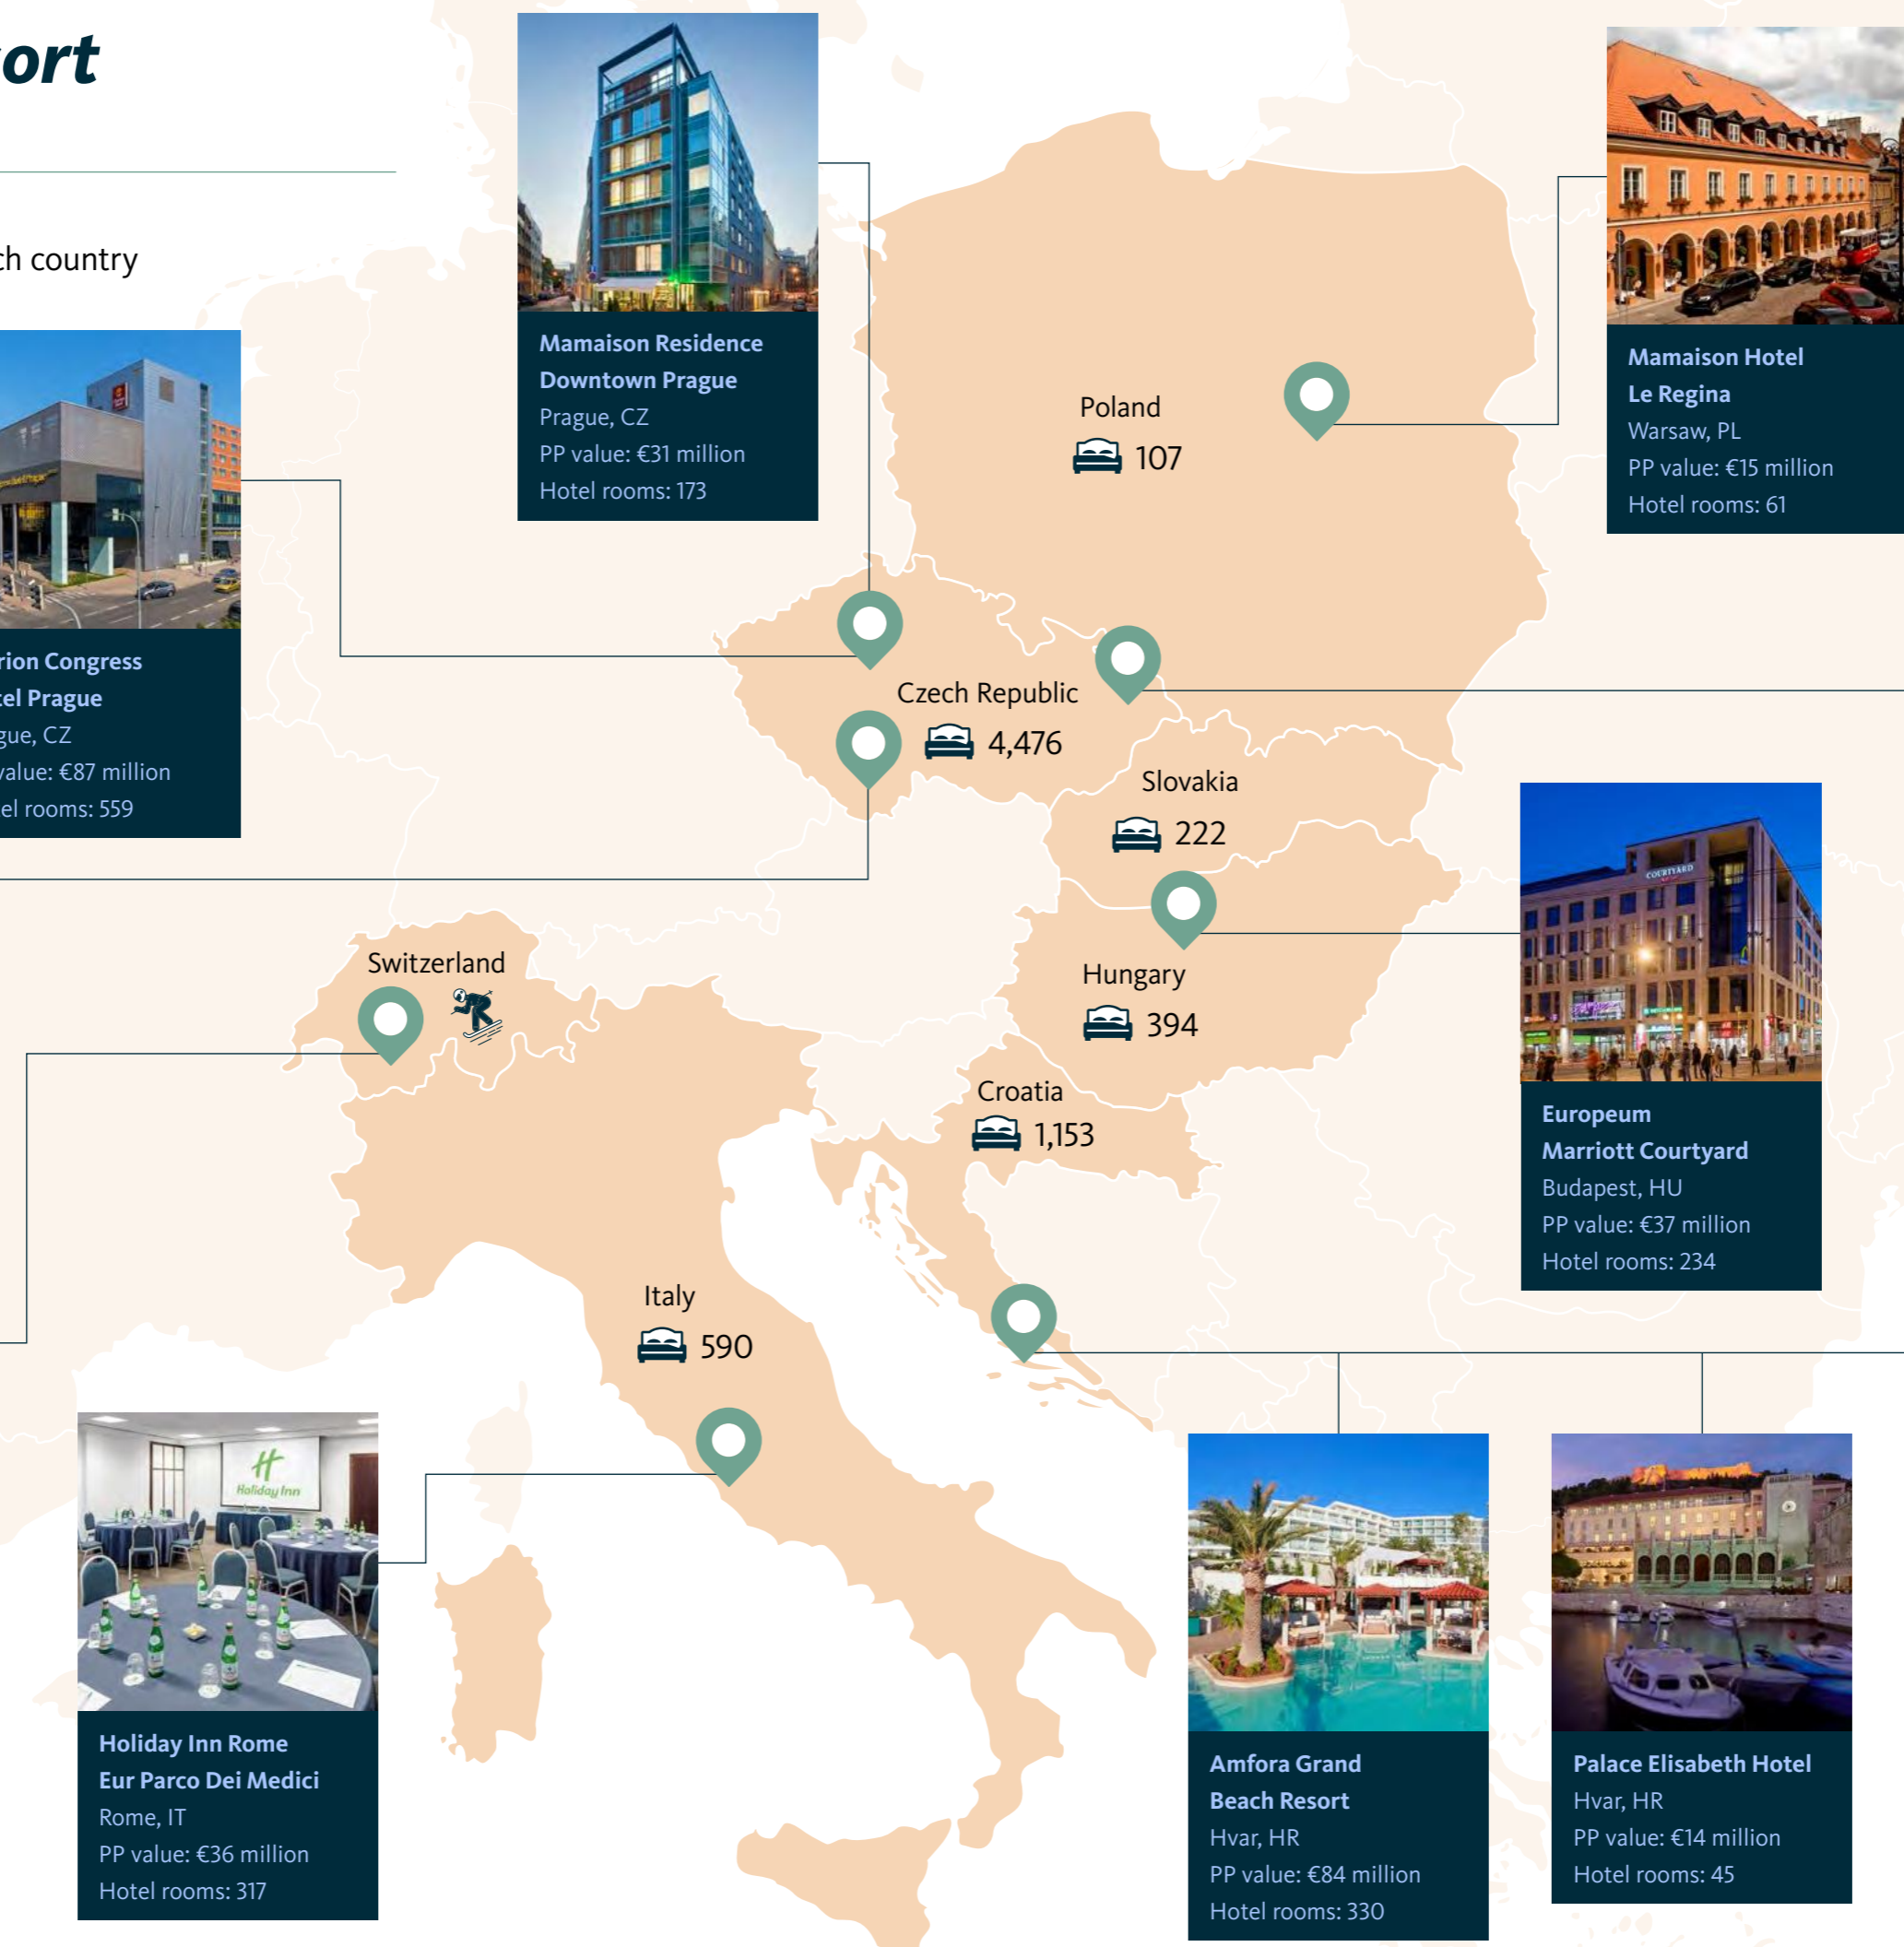 ort
ch country
Mamaison Residence
Downtown Prague
Prague, CZ
PP value: €31 million
Hotel rooms: 173
Mamaison Hotel
Le Regina
Warsaw, PL
PP value: €15 million
Hotel rooms: 61
Poland
107
rion Congress
tel Prague
gue, CZ
value: €87 million
el rooms: 559
Czech Republic
4,476
Slovakia
222
COURTYARD
Europeum
Marriott Courtyard
Budapest, HU
PP value: €37 million
Hotel rooms: 234
Switzerland
Hungary
394
Croatia
1,153
Italy
590
H
Holiday Inn
Holiday Inn Rome
Eur Parco Dei Medici
Rome, IT
PP value: €36 million
Hotel rooms: 317
Amfora Grand
Beach Resort
Hvar, HR
PP value: €84 million
Hotel rooms: 330
Palace Elisabeth Hotel
Hvar, HR
PP value: €14 million
Hotel rooms: 45